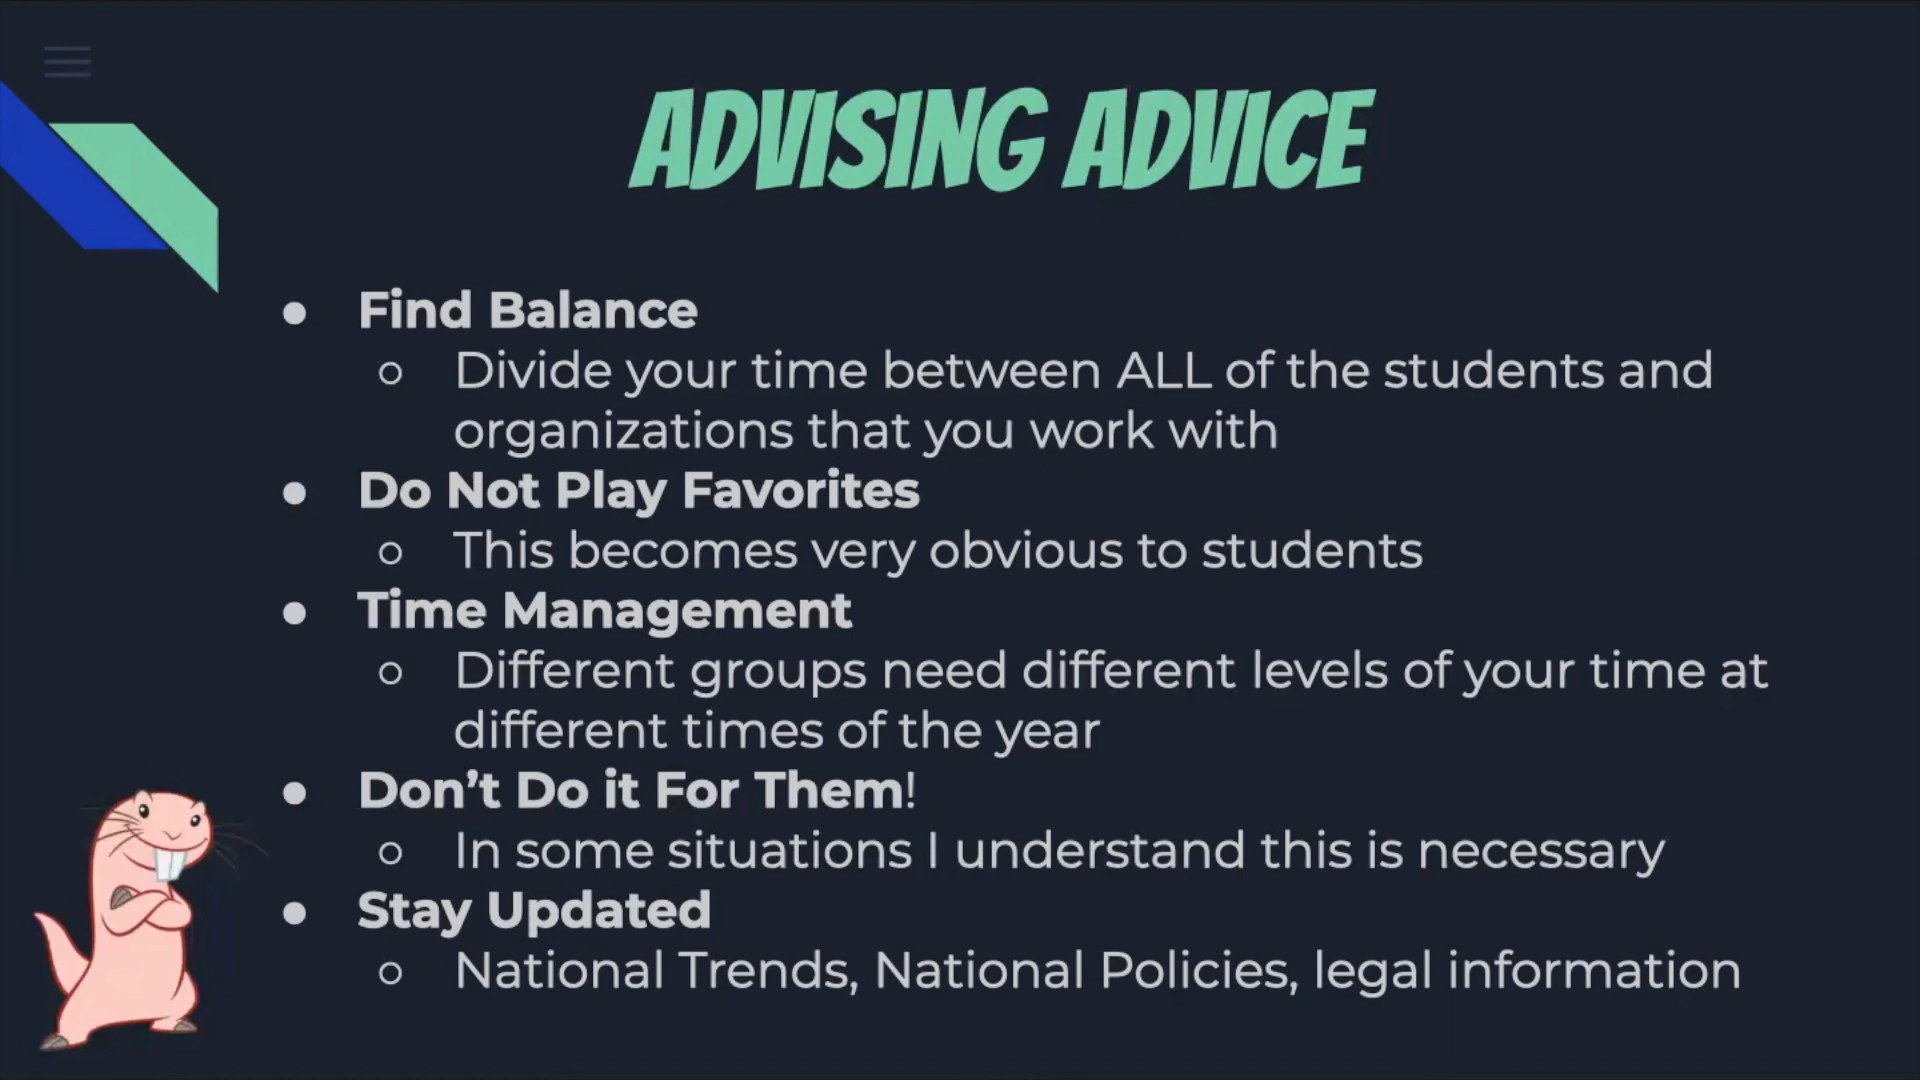 ADVISING ADVICE
● Find Balance
○ Divide your time between ALL of the students and
organizations that you work with
● Do Not Play Favorites
○ This becomes very obvious to students
● Time Management
○ Different groups need different levels of your time at
different times of the year
● Don’t Do it For Them!
○ In some situations I understand this is necessary
● Stay Updated
○ National Trends, National Policies, legal information